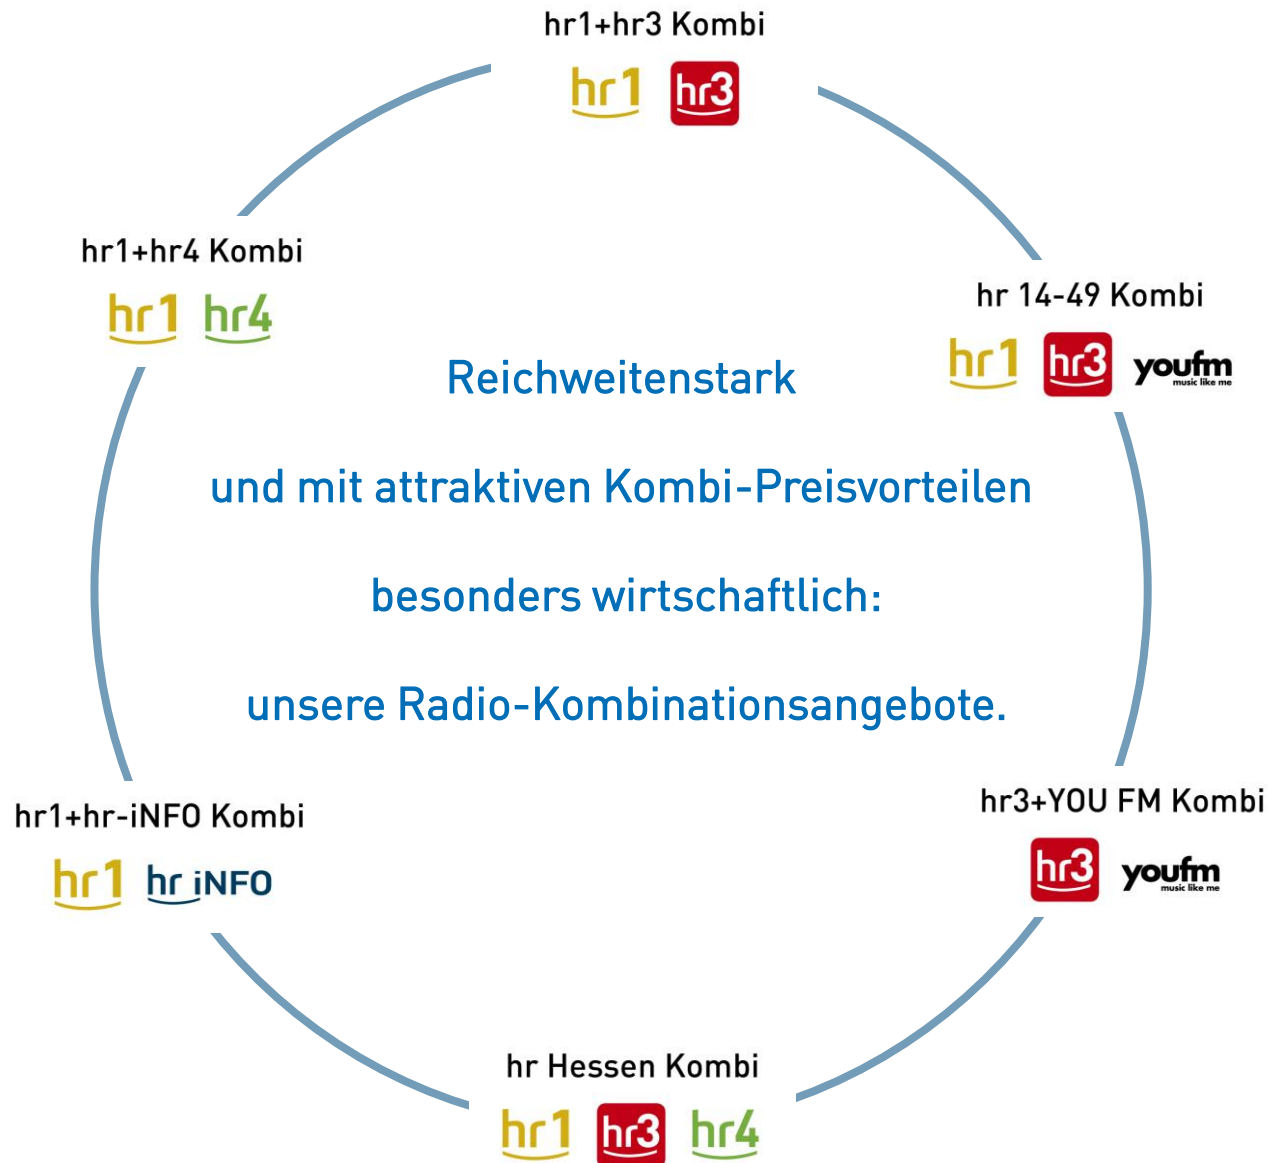 hr1+hr3 Kombi
hr1 hr3
hr1+hr4 Kombi
hr1 hr4
hr 14-49 Kombi
hr1 hr3 youfm
music like me
Reichweitenstark
und mit attraktiven Kombi-Preisvorteilen
besonders wirtschaftlich:
unsere Radio-Kombinationsangebote.
hr1+hr-iNFO Kombi
hr1 hr iNFO
hr3+YOU FM Kombi
hr3 youfm
music like me
hr Hessen Kombi
hr1 hr3 hr4